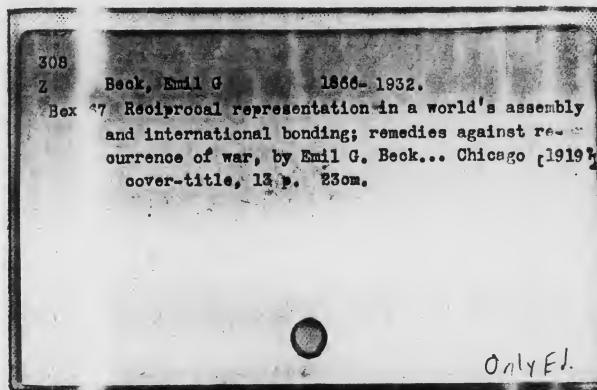 308
Z Beck, Emil G 1866-1932.
Box 7 Reciprocal representation in a world's assembly
and international bonding; remedies against re-
currence of war, by Emil G. Beck... Chicago [1919?]
cover-title, 13 p. 23cm.
Only Ed.